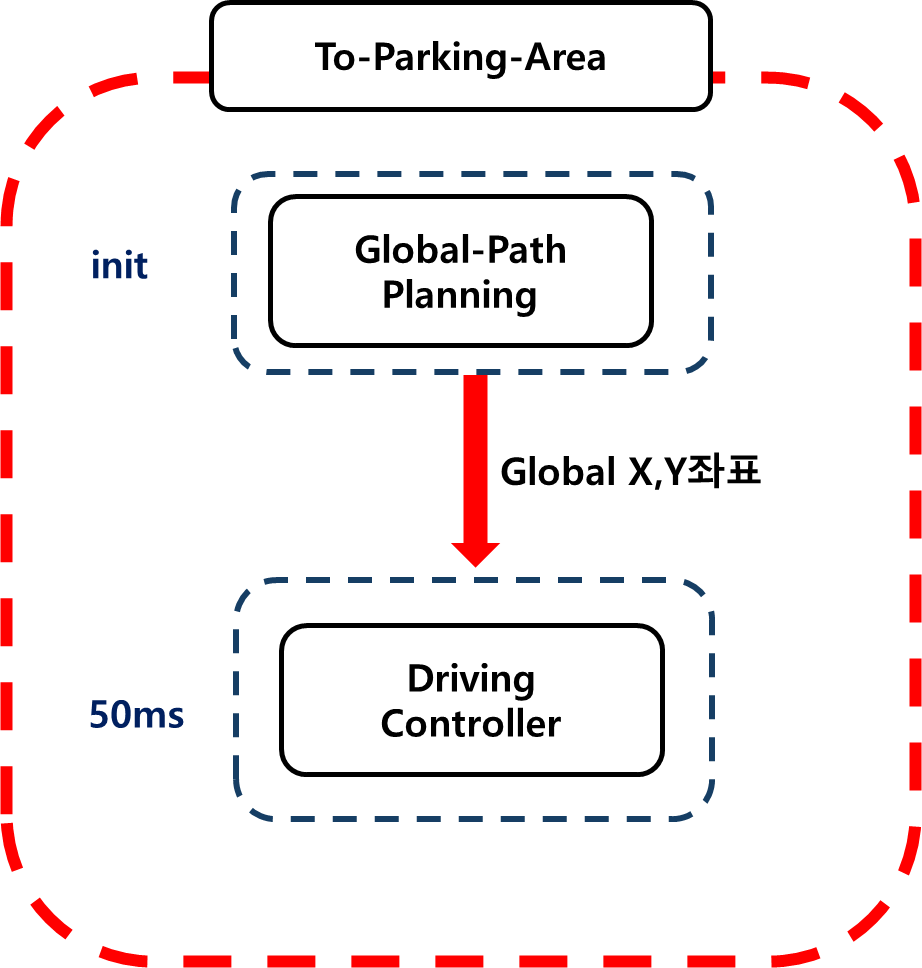 To-Parking-Area
init
Global-Path
Planning
Global X,Y좌표
50ms
Driving
Controller